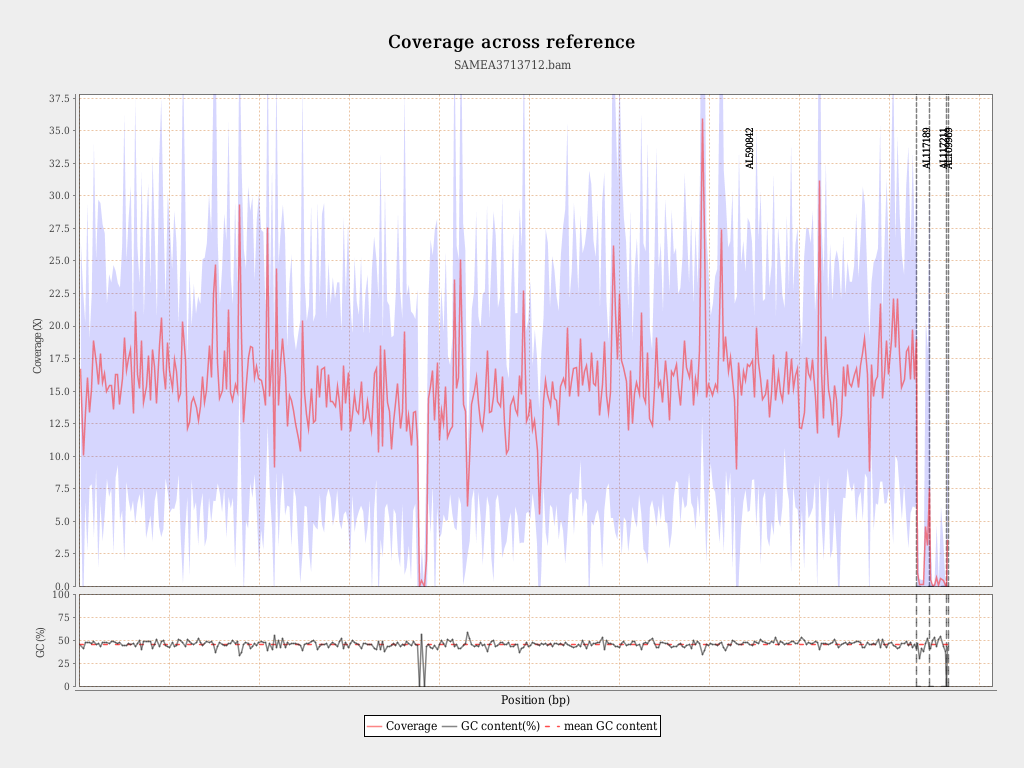 Coverage across reference
SAMEA3713712.bam
37.5
35.0
32.5
30.0
27.5
25.0
22.5
20.0
17.5
15.0
12.5
10.0
7.5
5.0
2.5
0.0
Coverage (X)
AL590842
AL117189
AL117211
AL109969
100
75
50
25
0
GC (%)
Position (bp)
Coverage GC content(%) mean GC content